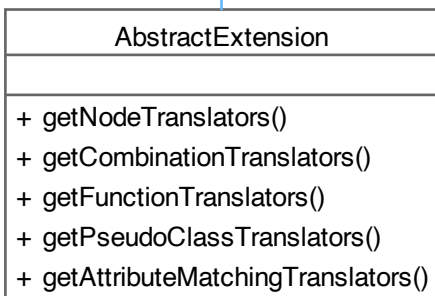 AbstractExtension
+ getNodeTranslators()
+ getCombinationTranslators()
+ getFunctionTranslators()
+ getPseudoClassTranslators()
+ getAttributeMatchingTranslators()